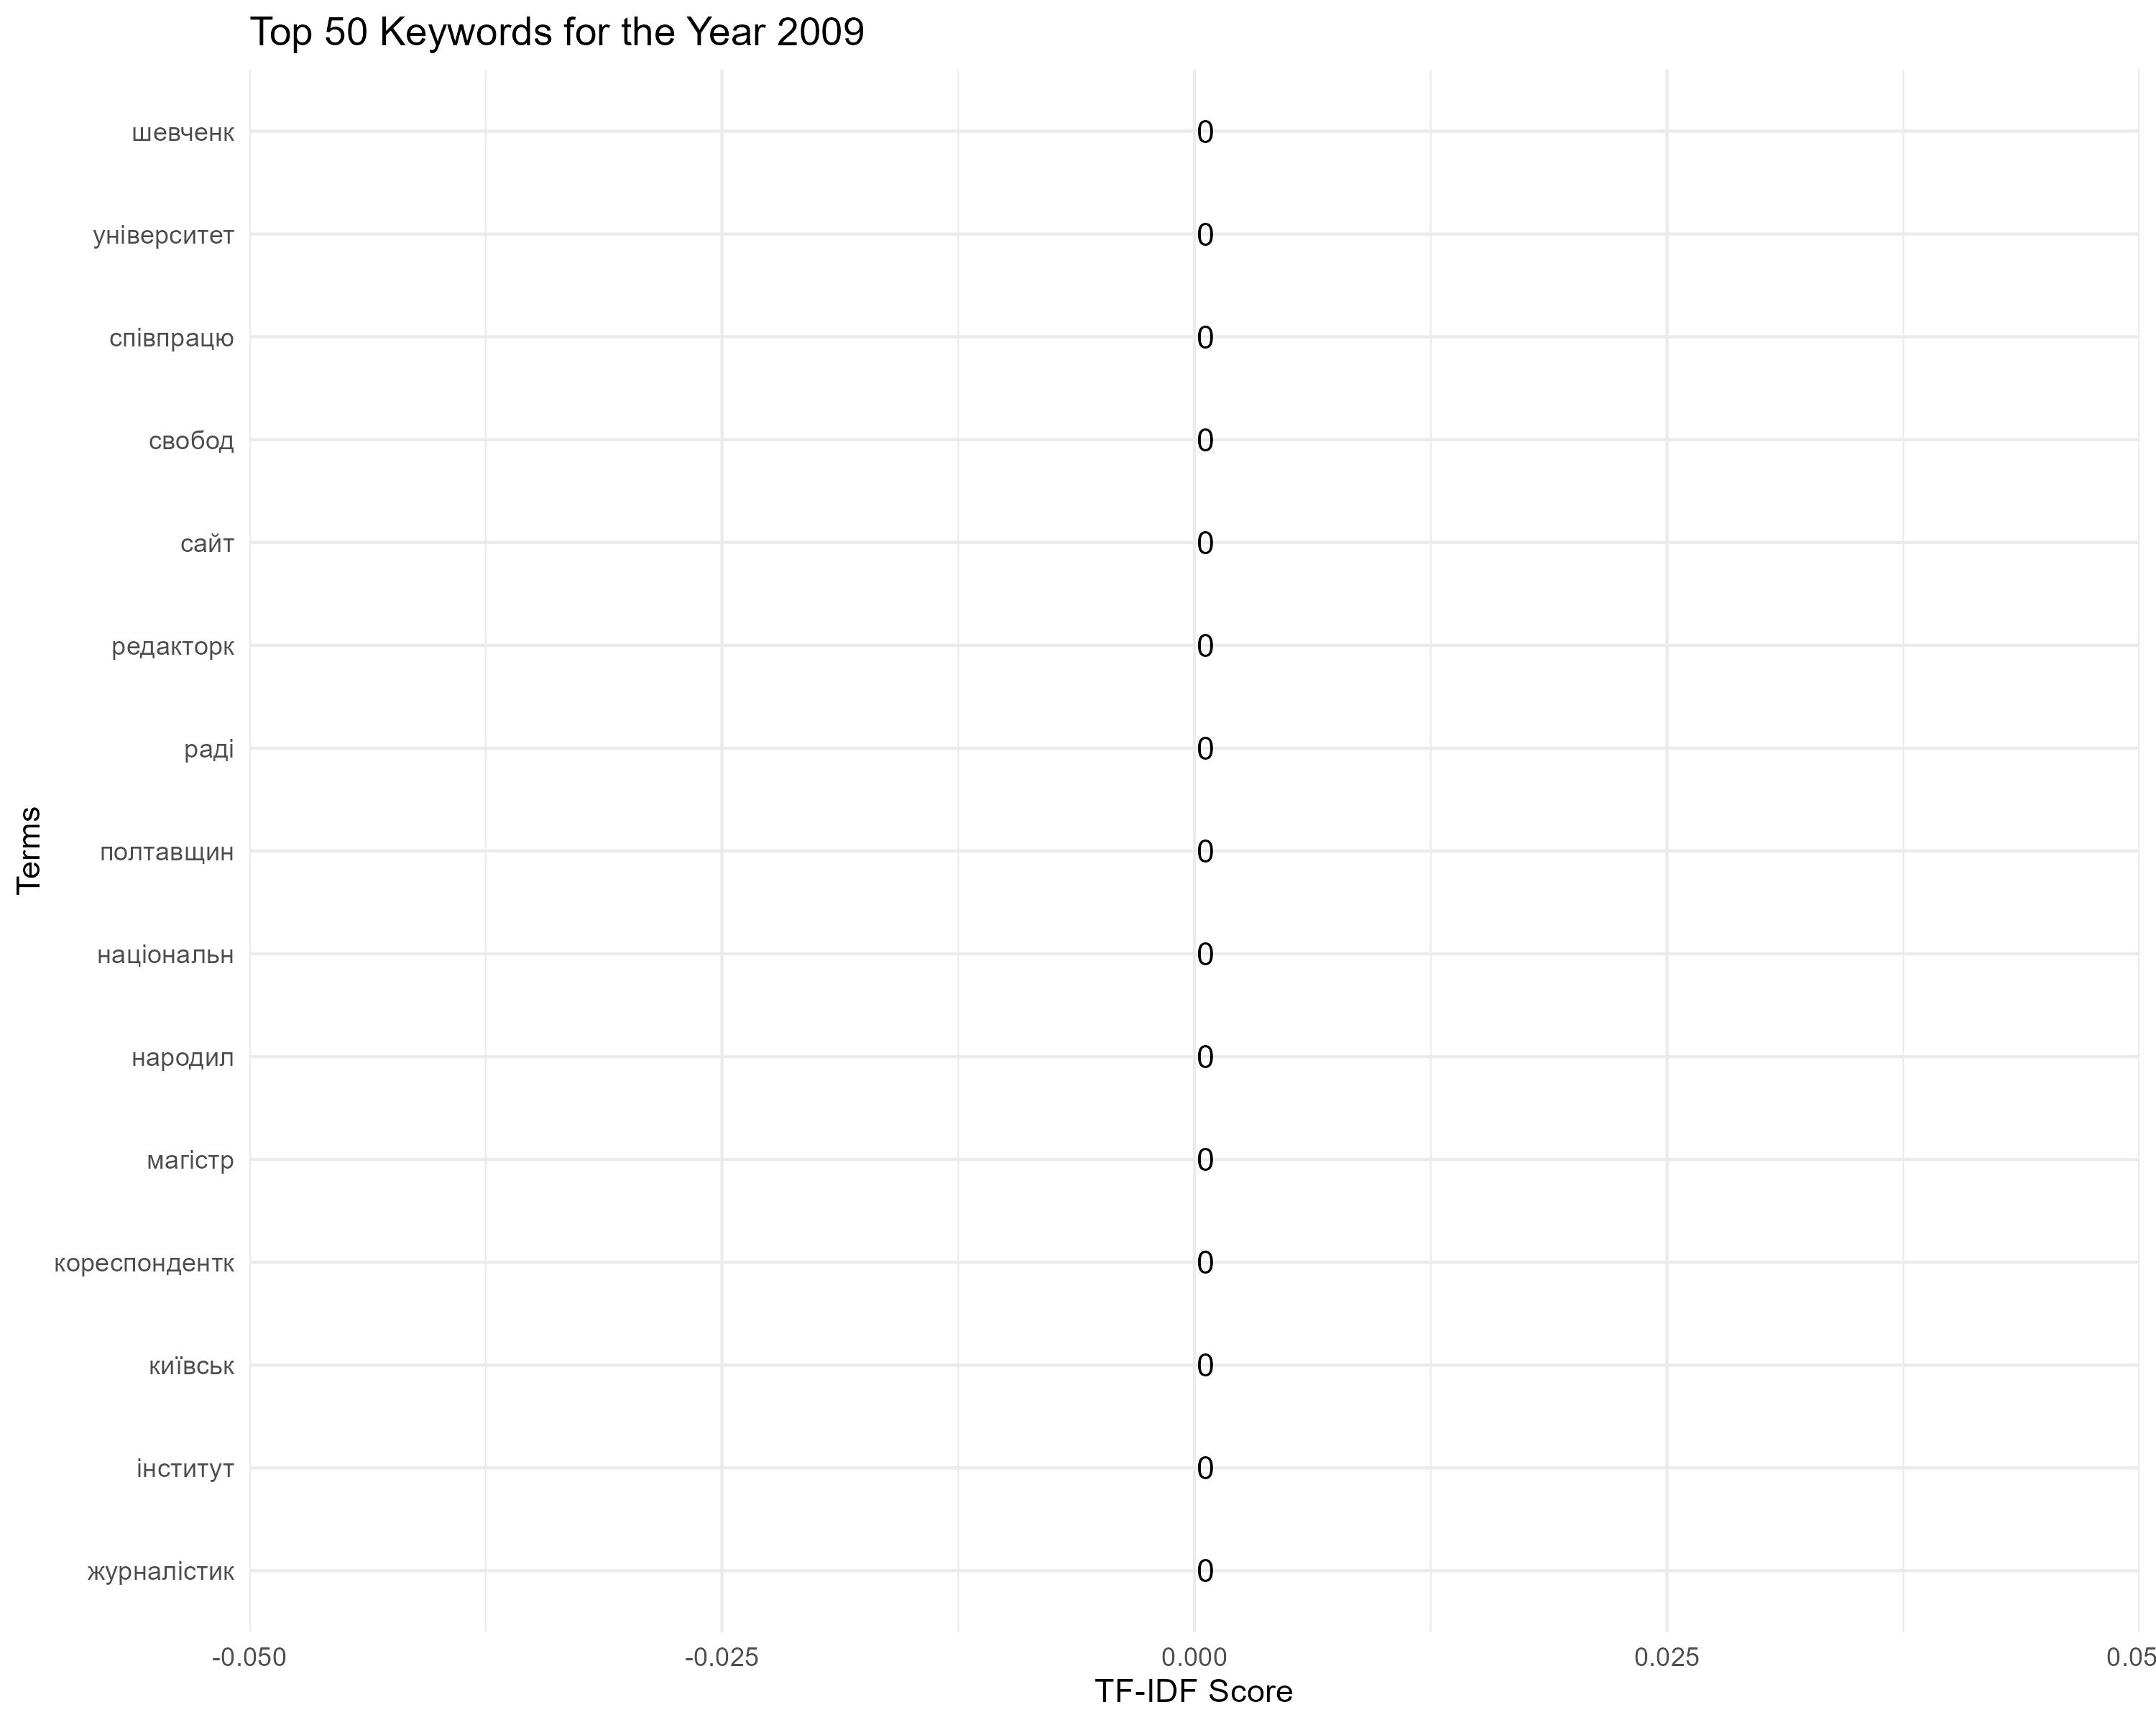 Top 50 Keywords for the Year 2009
шевченк 0
університет 0
співпрацю 0
свобод 0
сайт 0
редакторк 0
раді 0
полтавщин 0
національн 0
народил 0
магістр 0
кореспондентк 0
київськ 0
інститут 0
журналістик 0
Terms
-0.050 -0.025 0.000 0.025 0.05
TF-IDF Score